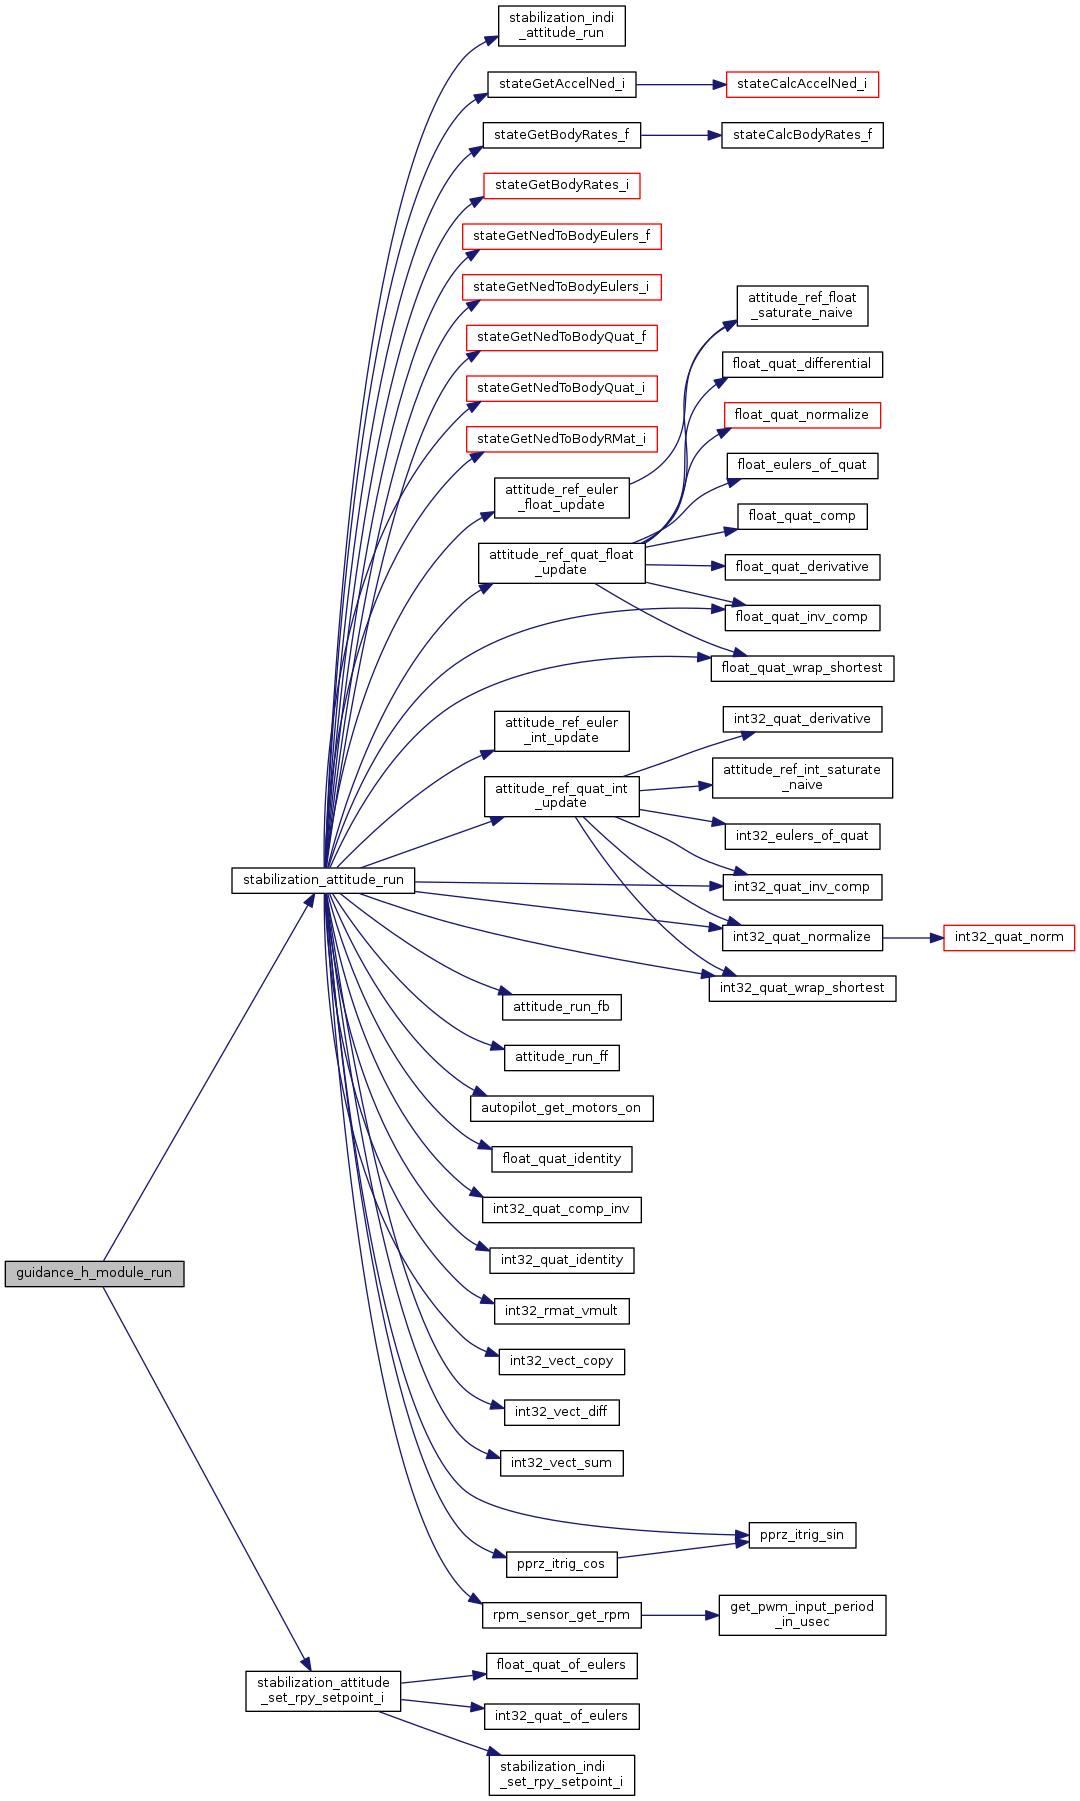 stabilization_indi
_attitude_run
stateGetAccelNed_i
stateCalcAccelNed_i
stateGetBodyRates_f
stateCalcBodyRates_f
stateGetBodyRates_i
stateGetNedToBodyEulers_f
stateGetNedToBodyEulers_i
attitude_ref_float
_saturate_naive
stateGetNedToBodyQuat_f
float_quat_differential
stateGetNedToBodyQuat_i
float_quat_normalize
stateGetNedToBodyRMat_i
float_eulers_of_quat
attitude_ref_euler
_float_update
float_quat_comp
attitude_ref_quat_float
_update
float_quat_derivative
float_quat_inv_comp
float_quat_wrap_shortest
attitude_ref_euler
_int_update
int32_quat_derivative
attitude_ref_int_saturate
_naive
attitude_ref_quat_int
_update
int32_eulers_of_quat
stabilization_attitude_run
int32_quat_inv_comp
int32_quat_normalize
int32_quat_norm
int32_quat_wrap_shortest
attitude_run_fb
attitude_run_ff
autopilot_get_motors_on
float_quat_identity
int32_quat_comp_inv
int32_quat_identity
guidance_h_module_run
int32_rmat_vmult
int32_vect_copy
int32_vect_diff
int32_vect_sum
pprz_itrig_sin
pprz_itrig_cos
rpm_sensor_get_rpm
get_pwm_input_period
_in_usec
float_quat_of_eulers
stabilization_attitude
_set_rpy_setpoint_i
int32_quat_of_eulers
stabilization_indi
_set_rpy_setpoint_i